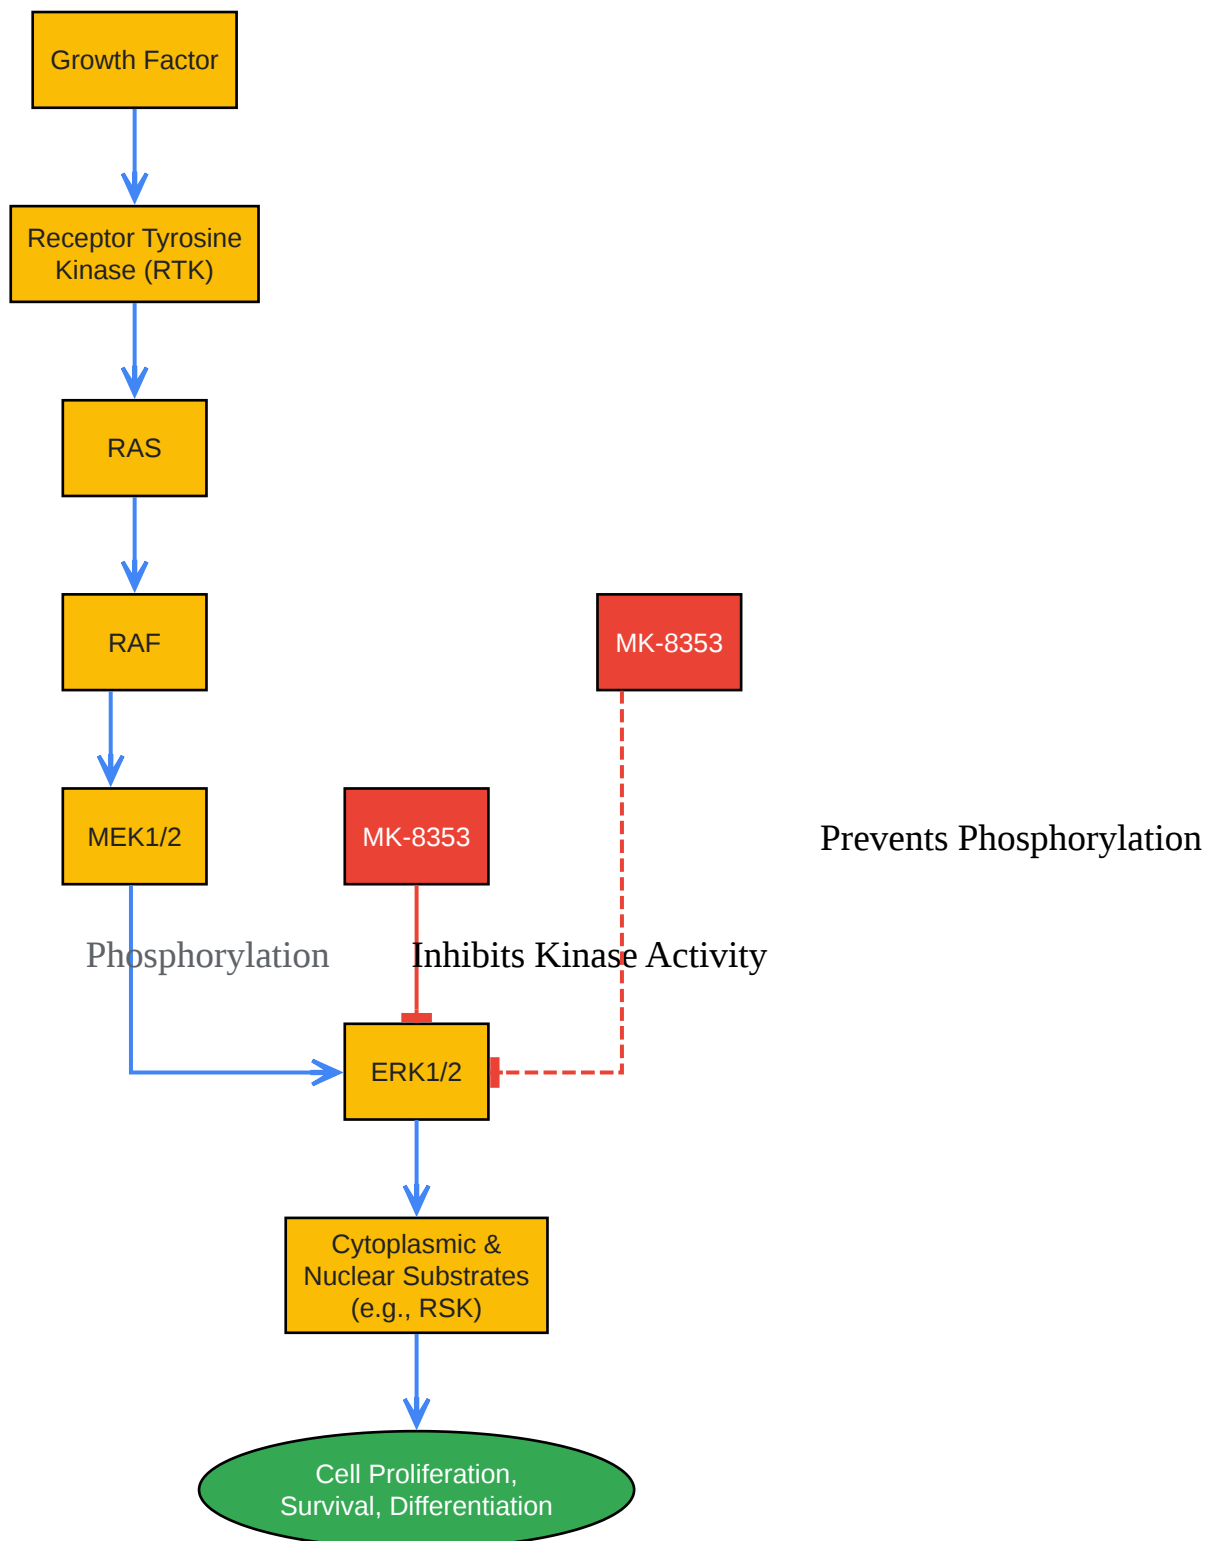 Growth Factor
Receptor Tyrosine
Kinase (RTK)
RAS
RAF
MK-8353
MEK1/2
MK-8353
Prevents Phosphorylation
Phosphorylation
Inhibits Kinase Activity
ERK1/2
Cytoplasmic &
Nuclear Substrates
(e.g., RSK)
Cell Proliferation,
Survival, Differentiation